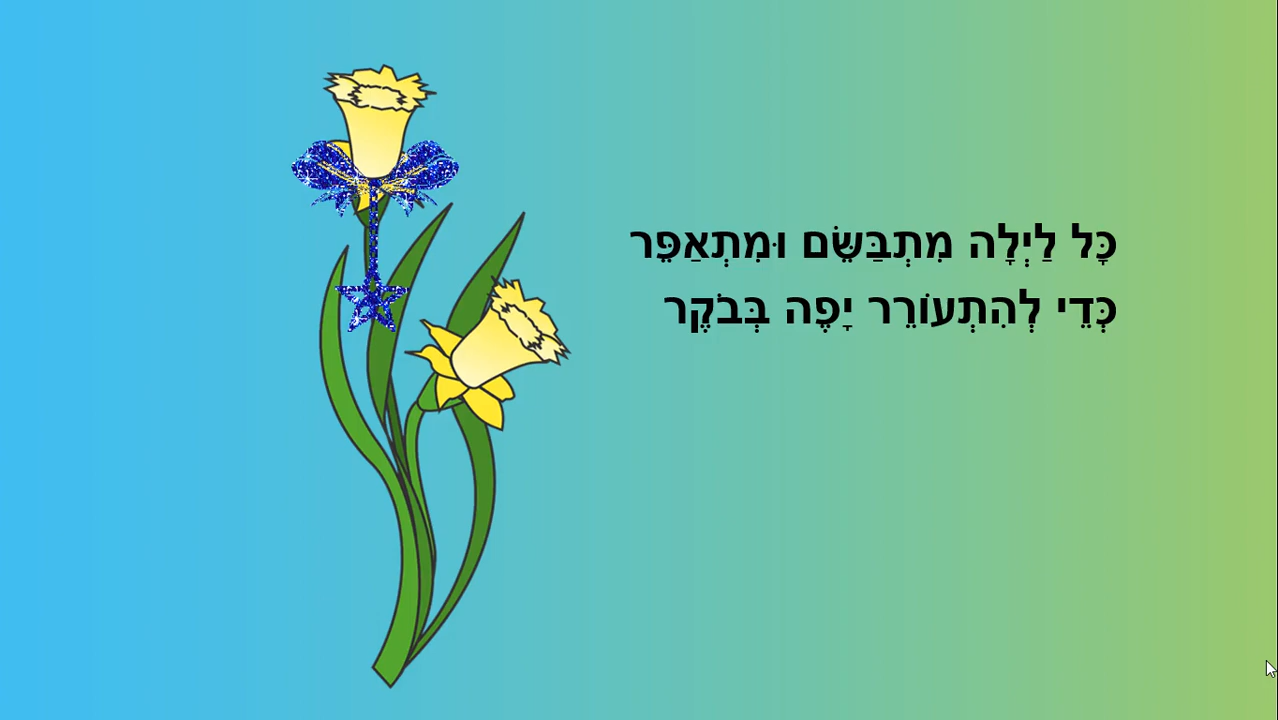 כָּל לַיְלָה מִתְבַּשֵּׂם וּמִתְאַפֵּר
כְּדֵי לְהִתְעוֹרֵר יָפֶה בְּבֹקֶר